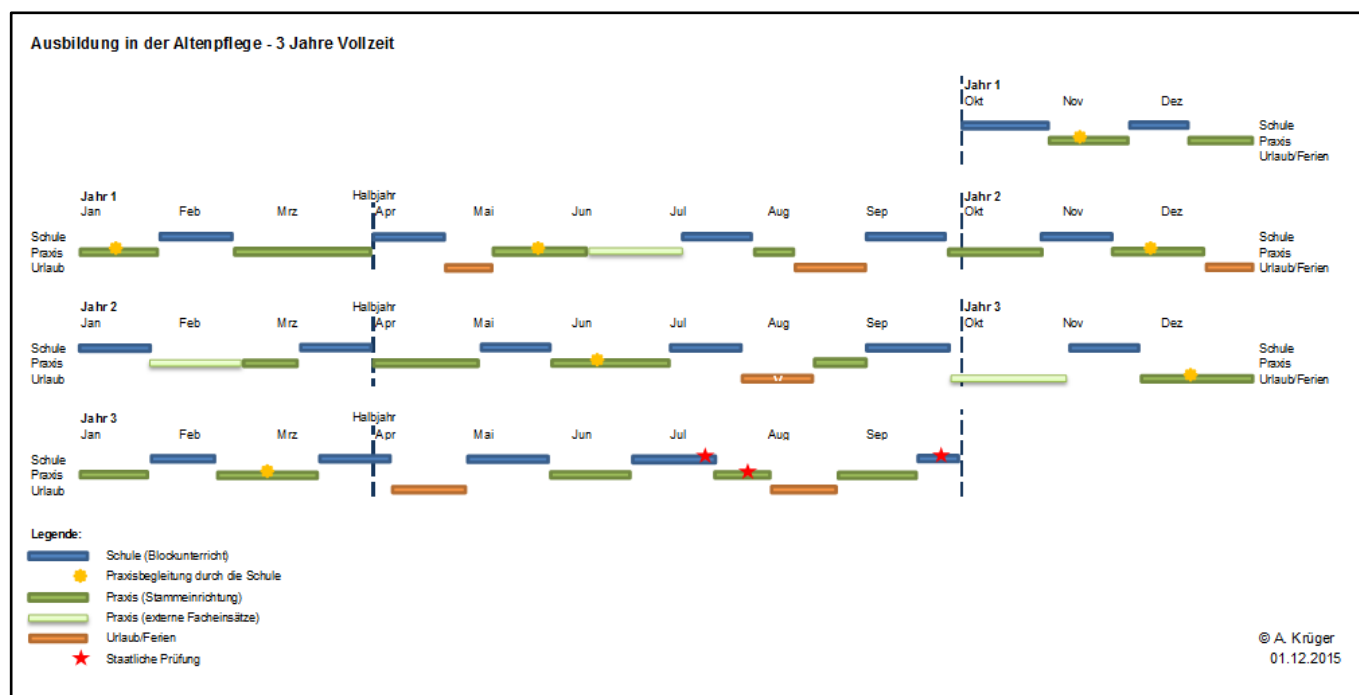 Ausbildung in der Altenpflege - 3 Jahre Vollzeit
Jahr 1
Okt Nov Dez
Schule
Praxis
Urlaub/Ferien
Jahr 1 Halbjahr Jahr 2
Jan Feb Mrz Apr Mai Jun Jul Aug Sep Okt Nov Dez
Schule Schule
Praxis Praxis
Urlaub Urlaub/Ferien
Jahr 2 Halbjahr Jahr 3
Jan Feb Mrz Apr Mai Jun Jul Aug Sep Okt Nov Dez
Schule Schule
Praxis Praxis
Urlaub Urlaub/Ferien
Jahr 3 Halbjahr
Jan Feb Mrz Apr Mai Jun Jul Aug Sep
Schule
Praxis
Urlaub
Legende:
Schule (Blockunterricht)
Praxisbegleitung durch die Schule
Praxis (Stammeinrichtung)
Praxis (externe Facheinsätze)
Urlaub/Ferien
Staatliche Prüfung
© A. Krüger
01.12.2015